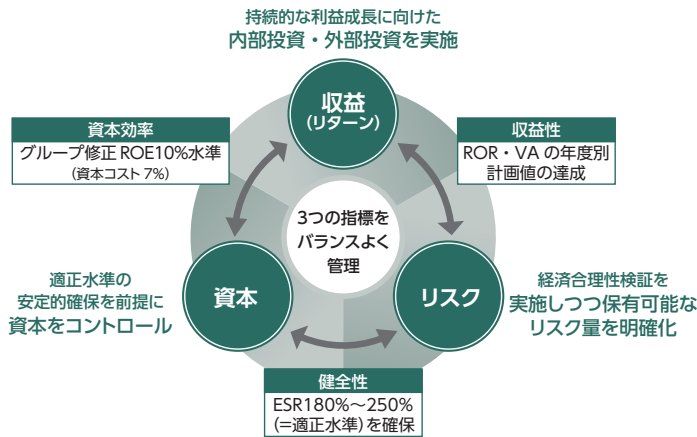 持続的な利益成長に向けた
内部投資・外部投資を実施
収益
(リターン)
資本効率
グループ修正ROE10%水準
(資本コスト7%)
収益性
ROR・VAの年度別
計画値の達成
3つの指標を
バランスよく
管理
適正水準の
安定的確保を前提に
資本をコントロール
資本
リスク
経済合理性検証を
実施しつつ保有可能な
リスク量を明確化
健全性
ESR180%～250%
(=適正水準)を確保